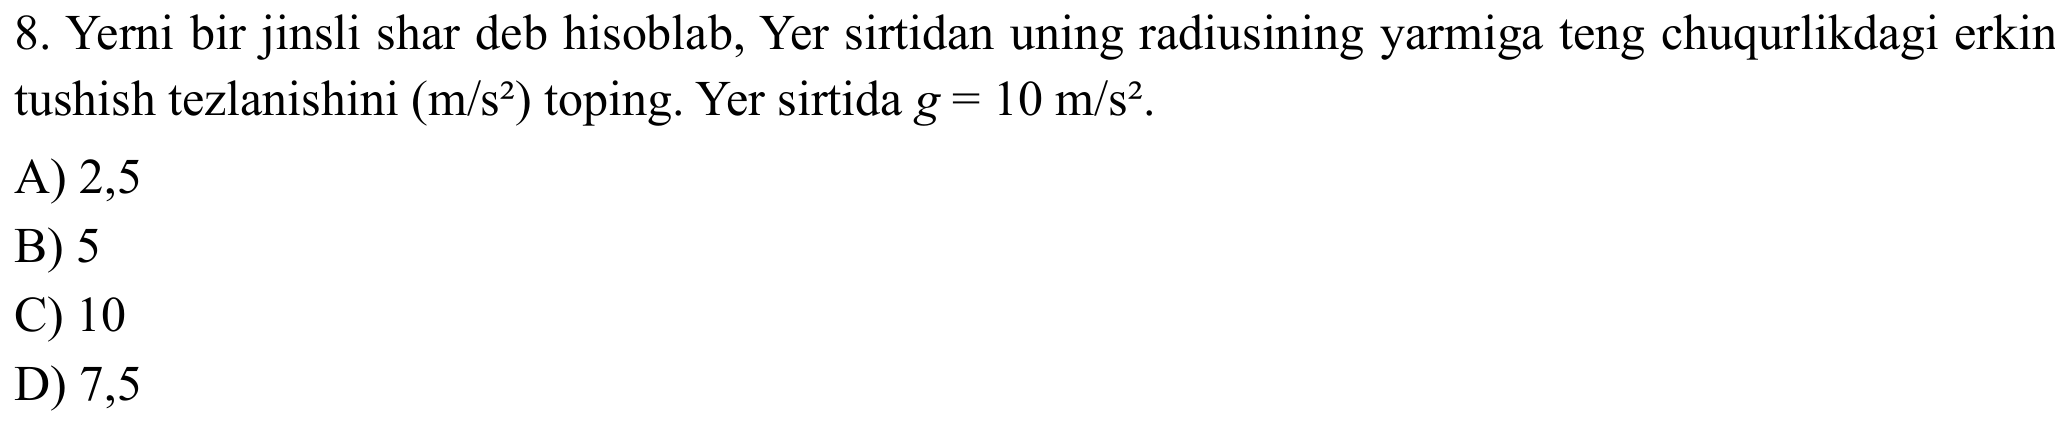 8. Yerni bir jinsli shar deb hisoblab, Yer sirtidan uning radiusining yarmiga teng chuqurlikdagi erkin
tushish tezlanishini (m/s²) toping. Yer sirtida g = 10 m/s².
A) 2,5
B) 5
C) 10
D) 7,5